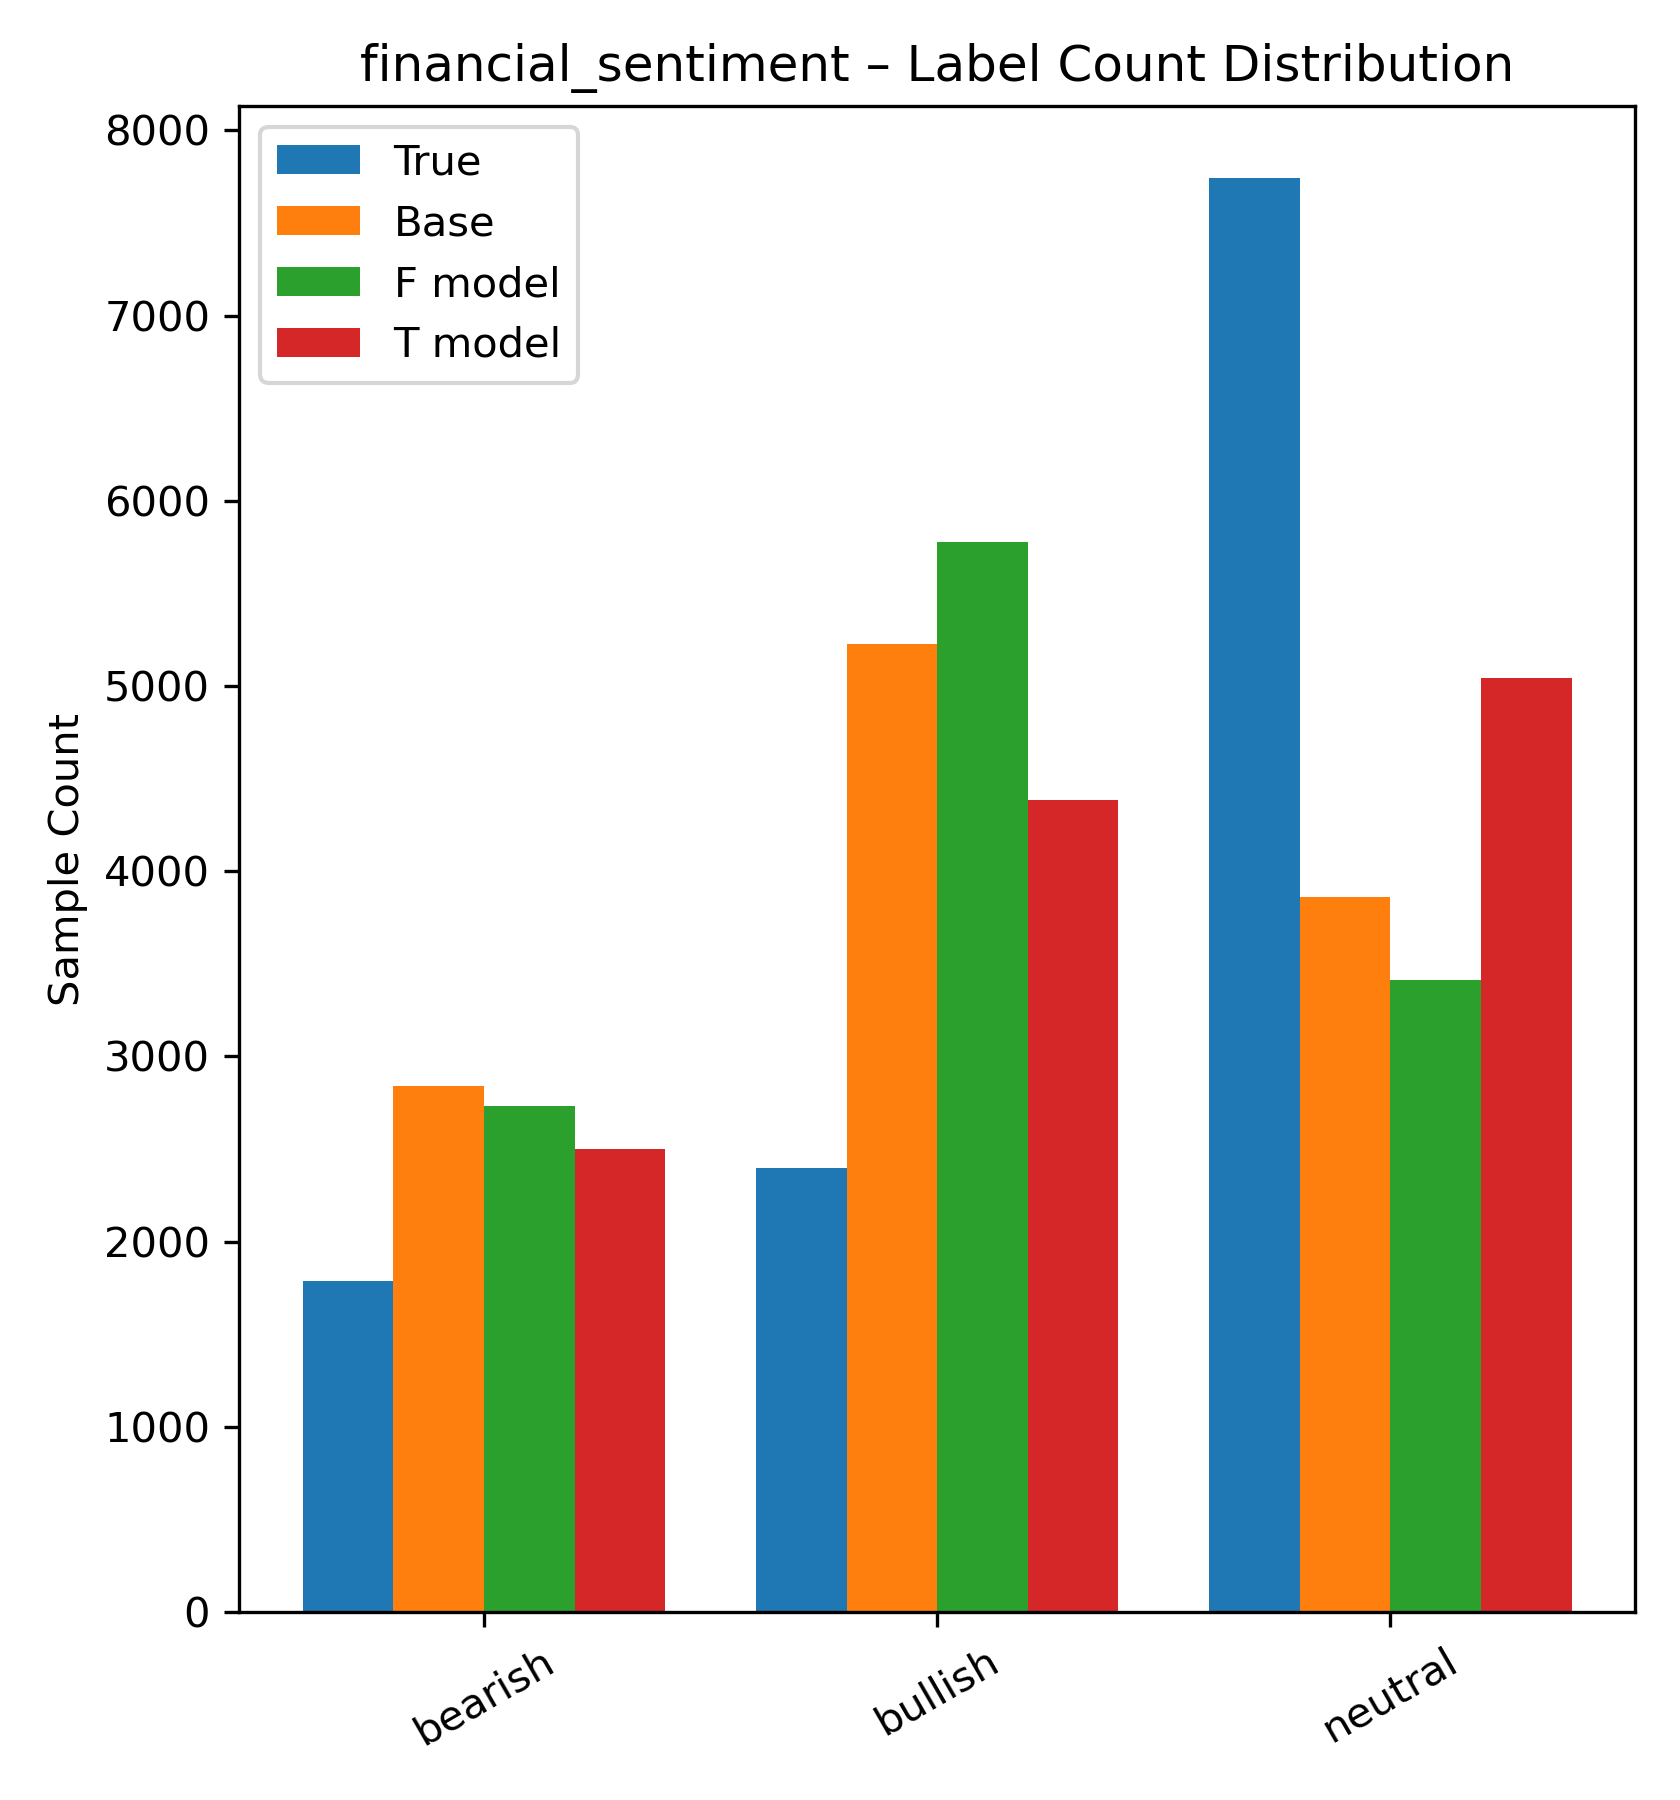 financial_sentiment – Label Count Distribution
True
Base
F model
T model
8000
7000
6000
5000
4000
3000
2000
1000
0
Sample Count
bearish
bullish
neutral